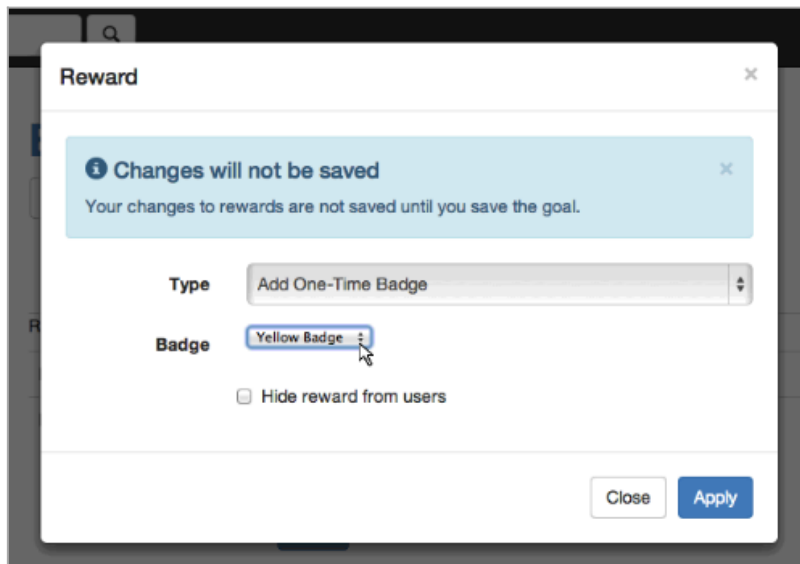 Reward
Changes will not be saved
Your changes to rewards are not saved until you save the goal.
Type
Add One-Time Badge
Badge
Yellow Badge
Hide reward from users
Close
Apply